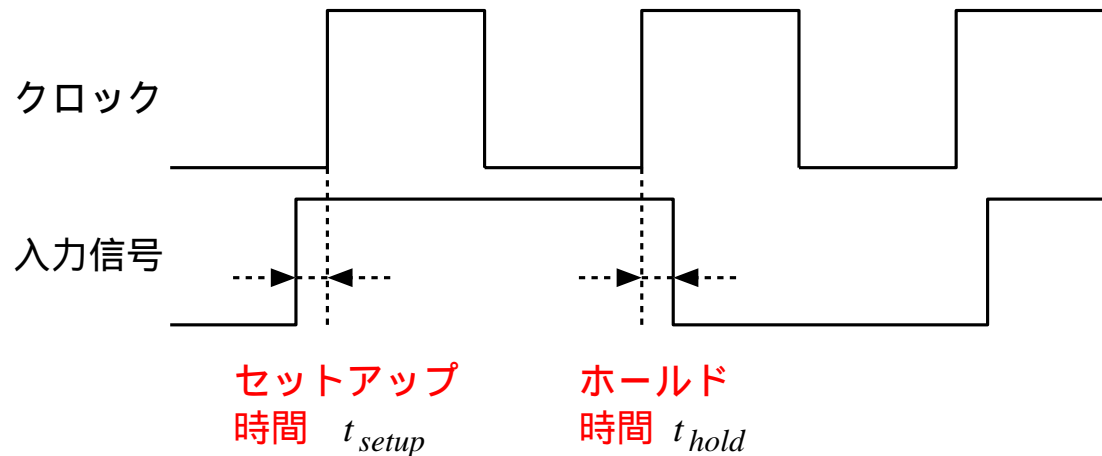 クロック
入力信号
セットアップ
時間 t setup
ホールド
時間 t hold